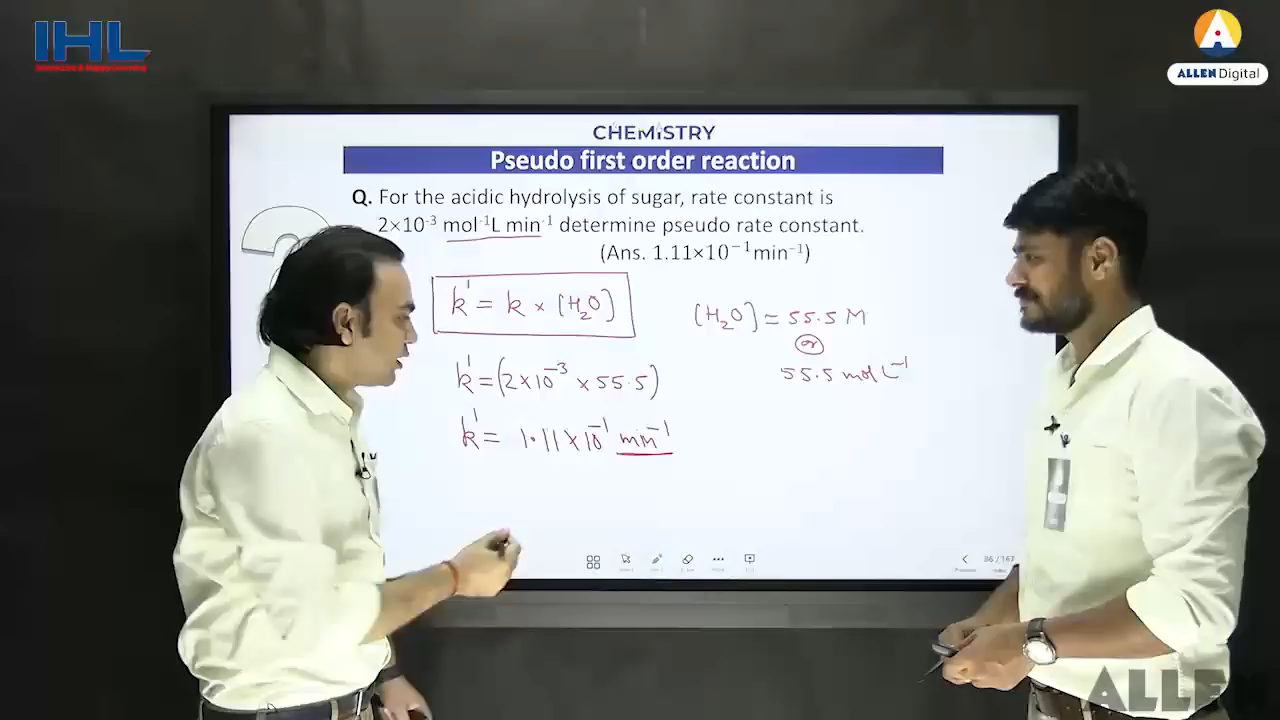 IHL
ALLEN Digital
CHEMISTRY
Pseudo first order reaction
Q. For the acidic hydrolysis of sugar, rate constant is
2×10⁻³ mol⁻¹L min⁻¹ determine pseudo rate constant.
(Ans. 1.11×10⁻¹min⁻¹)
k' = k × [H₂O]
[H₂O] = 55.5 M
or
55.5 mol L⁻¹
k' = (2×10⁻³ × 55.5)
k' = 1.11×10⁻¹ min⁻¹
86 / 167
ALLEN